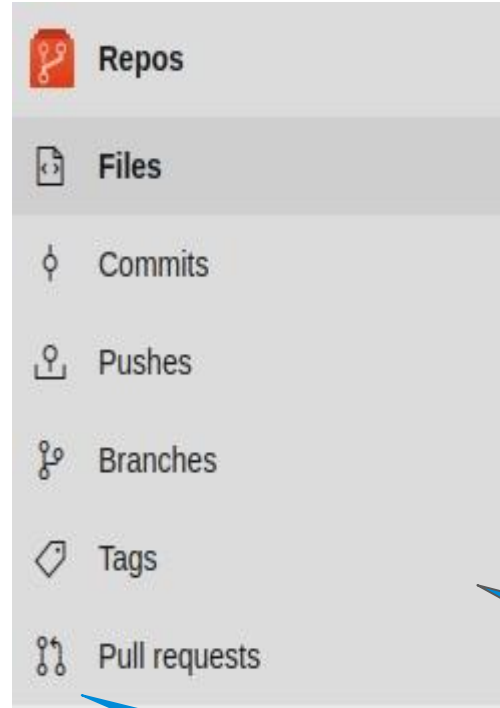 Repos
Files
Commits
Pushes
Branches
Tags
Pull requests